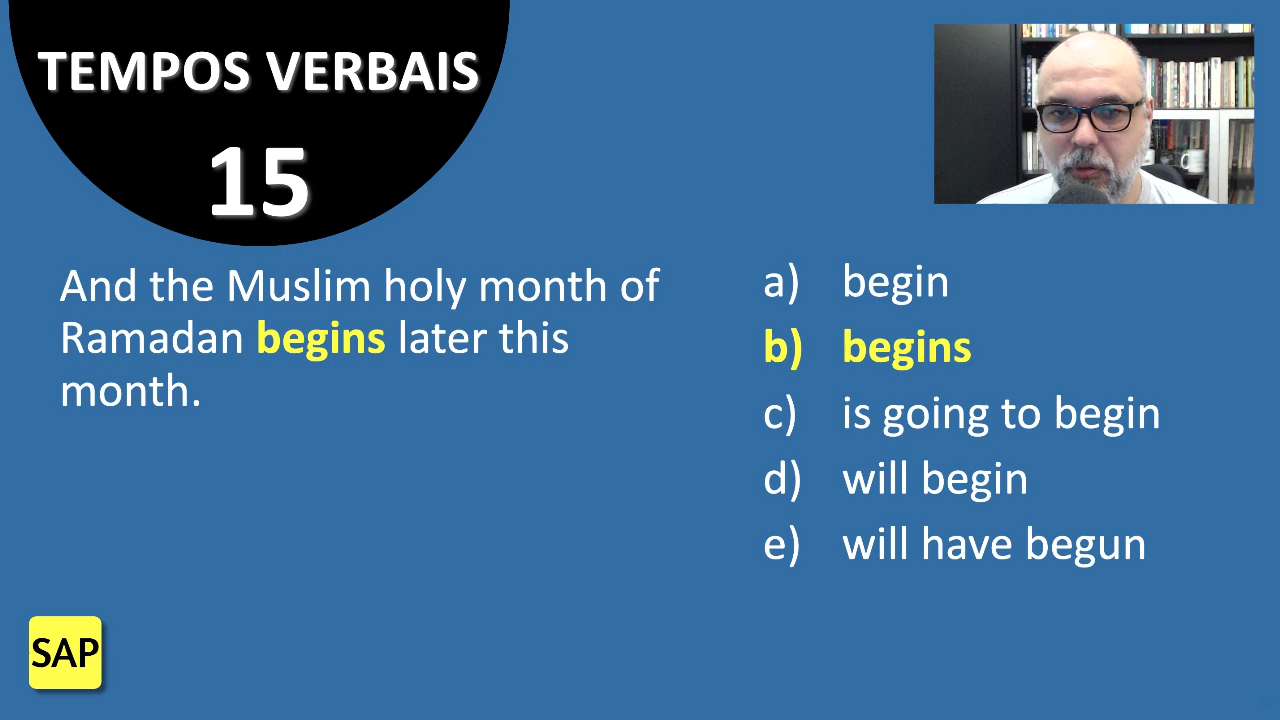 TEMPOS VERBAIS
15
And the Muslim holy month of
Ramadan begins later this
month.
a) begin
b) begins
c) is going to begin
d) will begin
e) will have begun
SAP